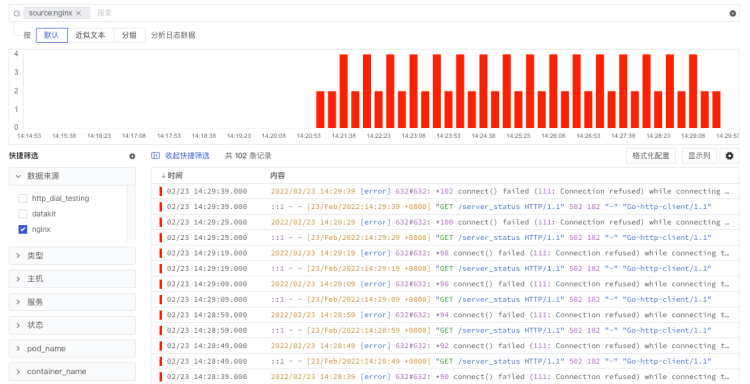 source:nginx × 搜索
按 默认 近似文本 分组 分析日志数据
4
3
2
1
0
14:14:53 14:15:38 14:16:23 14:17:08 14:17:53 14:18:38 14:19:23 14:20:08 14:20:53 14:21:38 14:22:23 14:23:08 14:23:53 14:24:38 14:25:23 14:26:08 14:26:53 14:27:38 14:28:23 14:29:08 14:29:53
快捷筛选 收起快捷筛选 共 102 条记录 格式化配置 显示列
数据来源
http_dial_testing
datakit
nginx
类型
主机
服务
状态
pod_name
container_name
↓ 时间 内容
02/23 14:29:39.000 2022/02/23 14:29:39 [error] 632#632: *102 connect() failed (111: Connection refused) while connecting …
02/23 14:29:39.000 ::1 - - [23/Feb/2022:14:29:39 +0800] "GET /server_status HTTP/1.1" 502 182 "-" "Go-http-client/1.1"
02/23 14:29:29.000 2022/02/23 14:29:29 [error] 632#632: *100 connect() failed (111: Connection refused) while connecting …
02/23 14:29:29.000 ::1 - - [23/Feb/2022:14:29:29 +0800] "GET /server_status HTTP/1.1" 502 182 "-" "Go-http-client/1.1"
02/23 14:29:19.000 2022/02/23 14:29:19 [error] 632#632: *98 connect() failed (111: Connection refused) while connecting t…
02/23 14:29:19.000 ::1 - - [23/Feb/2022:14:29:19 +0800] "GET /server_status HTTP/1.1" 502 182 "-" "Go-http-client/1.1"
02/23 14:29:09.000 2022/02/23 14:29:09 [error] 632#632: *96 connect() failed (111: Connection refused) while connecting t…
02/23 14:29:09.000 ::1 - - [23/Feb/2022:14:29:09 +0800] "GET /server_status HTTP/1.1" 502 182 "-" "Go-http-client/1.1"
02/23 14:28:59.000 2022/02/23 14:28:59 [error] 632#632: *94 connect() failed (111: Connection refused) while connecting t…
02/23 14:28:59.000 ::1 - - [23/Feb/2022:14:28:59 +0800] "GET /server_status HTTP/1.1" 502 182 "-" "Go-http-client/1.1"
02/23 14:28:49.000 2022/02/23 14:28:49 [error] 632#632: *92 connect() failed (111: Connection refused) while connecting t…
02/23 14:28:49.000 ::1 - - [23/Feb/2022:14:28:49 +0800] "GET /server_status HTTP/1.1" 502 182 "-" "Go-http-client/1.1"
02/23 14:28:39.000 2022/02/23 14:28:39 [error] 632#632: *90 connect() failed (111: Connection refused) while connecting t…